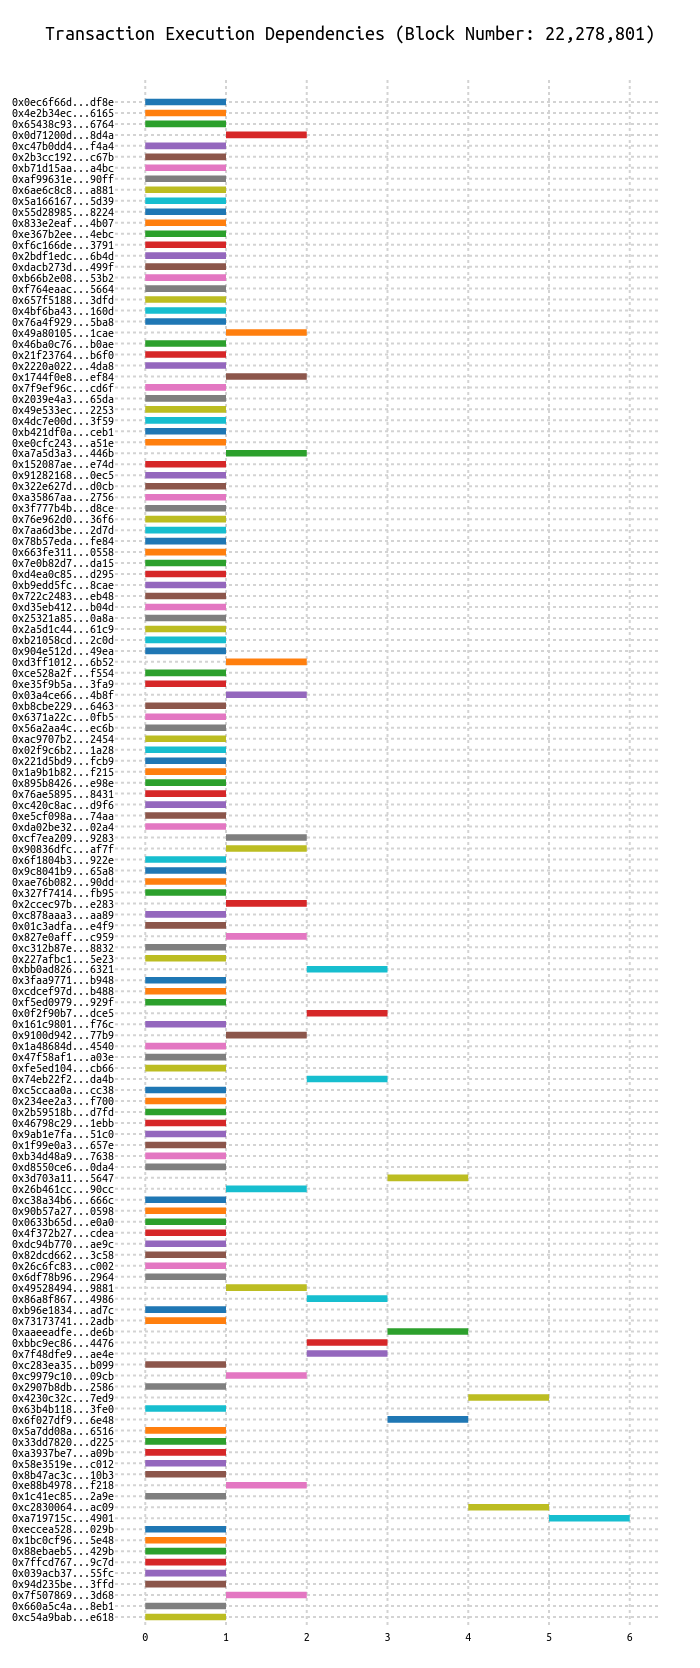 Transaction Execution Dependencies (Block Number: 22,278,801)
0x0ec6f66d...df8e
0x4e2b34ec...6165
0x65438c93...6764
0x0d71200d...8d4a
0xc47b0dd4...f4a4
0x2b3cc192...c67b
0xb71d15aa...a4bc
0xaf99631e...90ff
0x6ae6c8c8...a881
0x5a166167...5d39
0x55d28985...8224
0x833e2eaf...4b07
0xe367b2ee...4ebc
0xf6c166de...3791
0x2bdf1edc...6b4d
0xdacb273d...499f
0xb66b2e08...53b2
0xf764eaac...5664
0x657f5188...3dfd
0x4bf6ba43...160d
0x76a4f929...5ba8
0x49a80105...1cae
0x46ba0c76...b0ae
0x21f23764...b6f0
0x2220a022...4da8
0x1744f0e8...ef84
0x7f9ef96c...cd6f
0x2039e4a3...65da
0x49e533ec...2253
0x4dc7e00d...3f59
0xb421df0a...ceb1
0xe0cfc243...a51e
0xa7a5d3a3...446b
0x152087ae...e74d
0x91282168...0ec5
0x322e627d...d0cb
0xa35867aa...2756
0x3f777b4b...d8ce
0x76e962d0...36f6
0x7aa6d3be...2d7d
0x78b57eda...fe84
0x663fe311...0558
0x7e0b82d7...da15
0xd4ea0c85...d295
0xb9edd5fc...8cae
0x722c2483...eb48
0xd35eb412...b04d
0x25321a85...0a8a
0x2a5d1c44...61c9
0xb21058cd...2c0d
0x904e512d...49ea
0xd3ff1012...6b52
0xce528a2f...f554
0xe35f9b5a...3fa9
0x03a4ce66...4b8f
0xb8cbe229...6463
0x6371a22c...0fb5
0x56a2aa4c...ec6b
0xac9707b2...2454
0x02f9c6b2...1a28
0x221d5bd9...fcb9
0x1a9b1b82...f215
0x895b8426...e98e
0x76ae5895...8431
0xc420c8ac...d9f6
0xe5cf098a...74aa
0xda02be32...02a4
0xcf7ea209...9283
0x90836dfc...af7f
0x6f1804b3...922e
0x9c8041b9...65a8
0xae76b082...90dd
0x327f7414...fb95
0x2ccec97b...e283
0xc878aaa3...aa89
0x01c3adfa...e4f9
0x827e0aff...c959
0xc312b87e...8832
0x227afbc1...5e23
0xbb0ad826...6321
0x3faa9771...b948
0xcdcef97d...b488
0xf5ed0979...929f
0x0f2f90b7...dce5
0x161c9801...f76c
0x9100d942...77b9
0x1a48684d...4540
0x47f58af1...a03e
0xfe5ed104...cb66
0x74eb22f2...da4b
0xc5ccaa0a...cc38
0x234ee2a3...f700
0x2b59518b...d7fd
0x46798c29...1ebb
0x9ab1e7fa...51c0
0x1f99e0a3...657e
0xb34d48a9...7638
0xd8550ce6...0da4
0x3d703a11...5647
0x26b461cc...90cc
0xc38a34b6...666c
0x90b57a27...0598
0x0633b65d...e0a0
0x4f372b27...cdea
0xdc94b770...ae9c
0x82dcd662...3c58
0x26c6fc83...c002
0x6df78b96...2964
0x49528494...9881
0x86a8f867...4986
0xb96e1834...ad7c
0x73173741...2adb
0xaaeeadfe...de6b
0xbbc9ec86...4476
0x7f48dfe9...ae4e
0xc283ea35...b099
0xc9979c10...09cb
0x2907b8db...2586
0x4230c32c...7ed9
0x63b4b118...3fe0
0x6f027df9...6e48
0x5a7dd08a...6516
0x33dd7820...d225
0xa3937be7...a09b
0x58e3519e...c012
0x8b47ac3c...10b3
0xe88b4978...f218
0x1c41ec85...2a9e
0xc2830064...ac09
0xa719715c...4901
0xeccea528...029b
0x1bc0cf96...5e48
0x88ebaeb5...429b
0x7ffcd767...9c7d
0x039acb37...55fc
0x94d235be...3ffd
0x7f507869...3d68
0x660a5c4a...8eb1
0xc54a9bab...e618
0 1 2 3 4 5 6